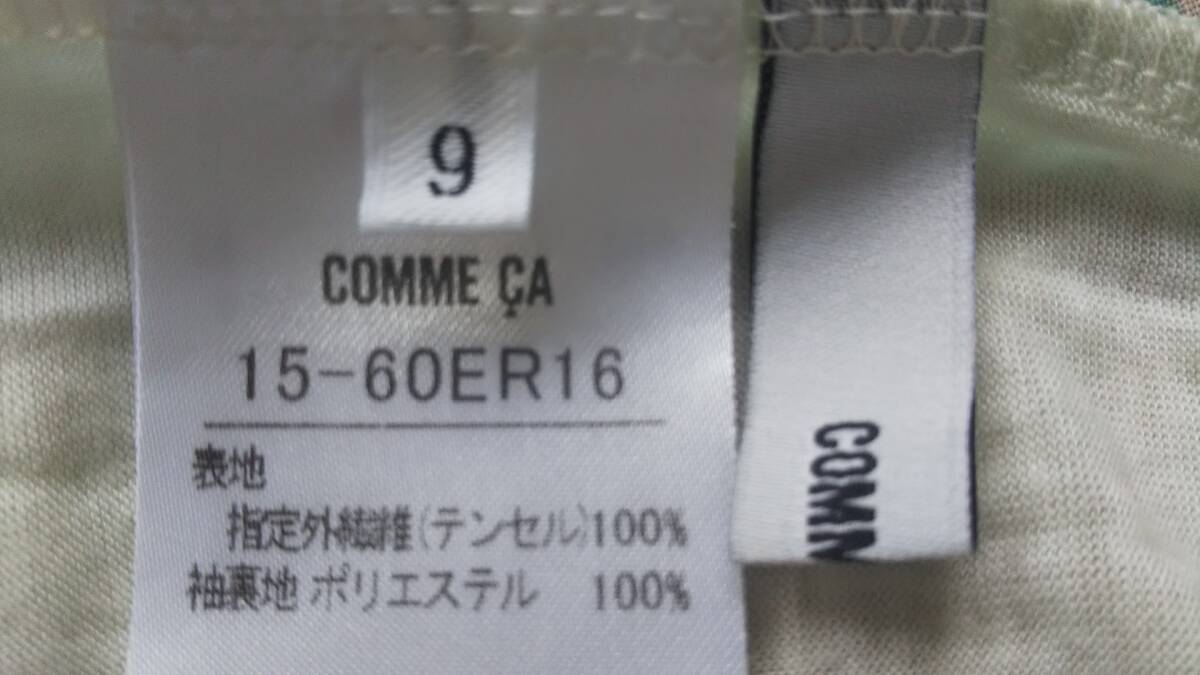 9
COMME ÇA
15-60ER16
表地
指定外繊維(テンセル)100%
袖裏地 ポリエステル 100%
COMM